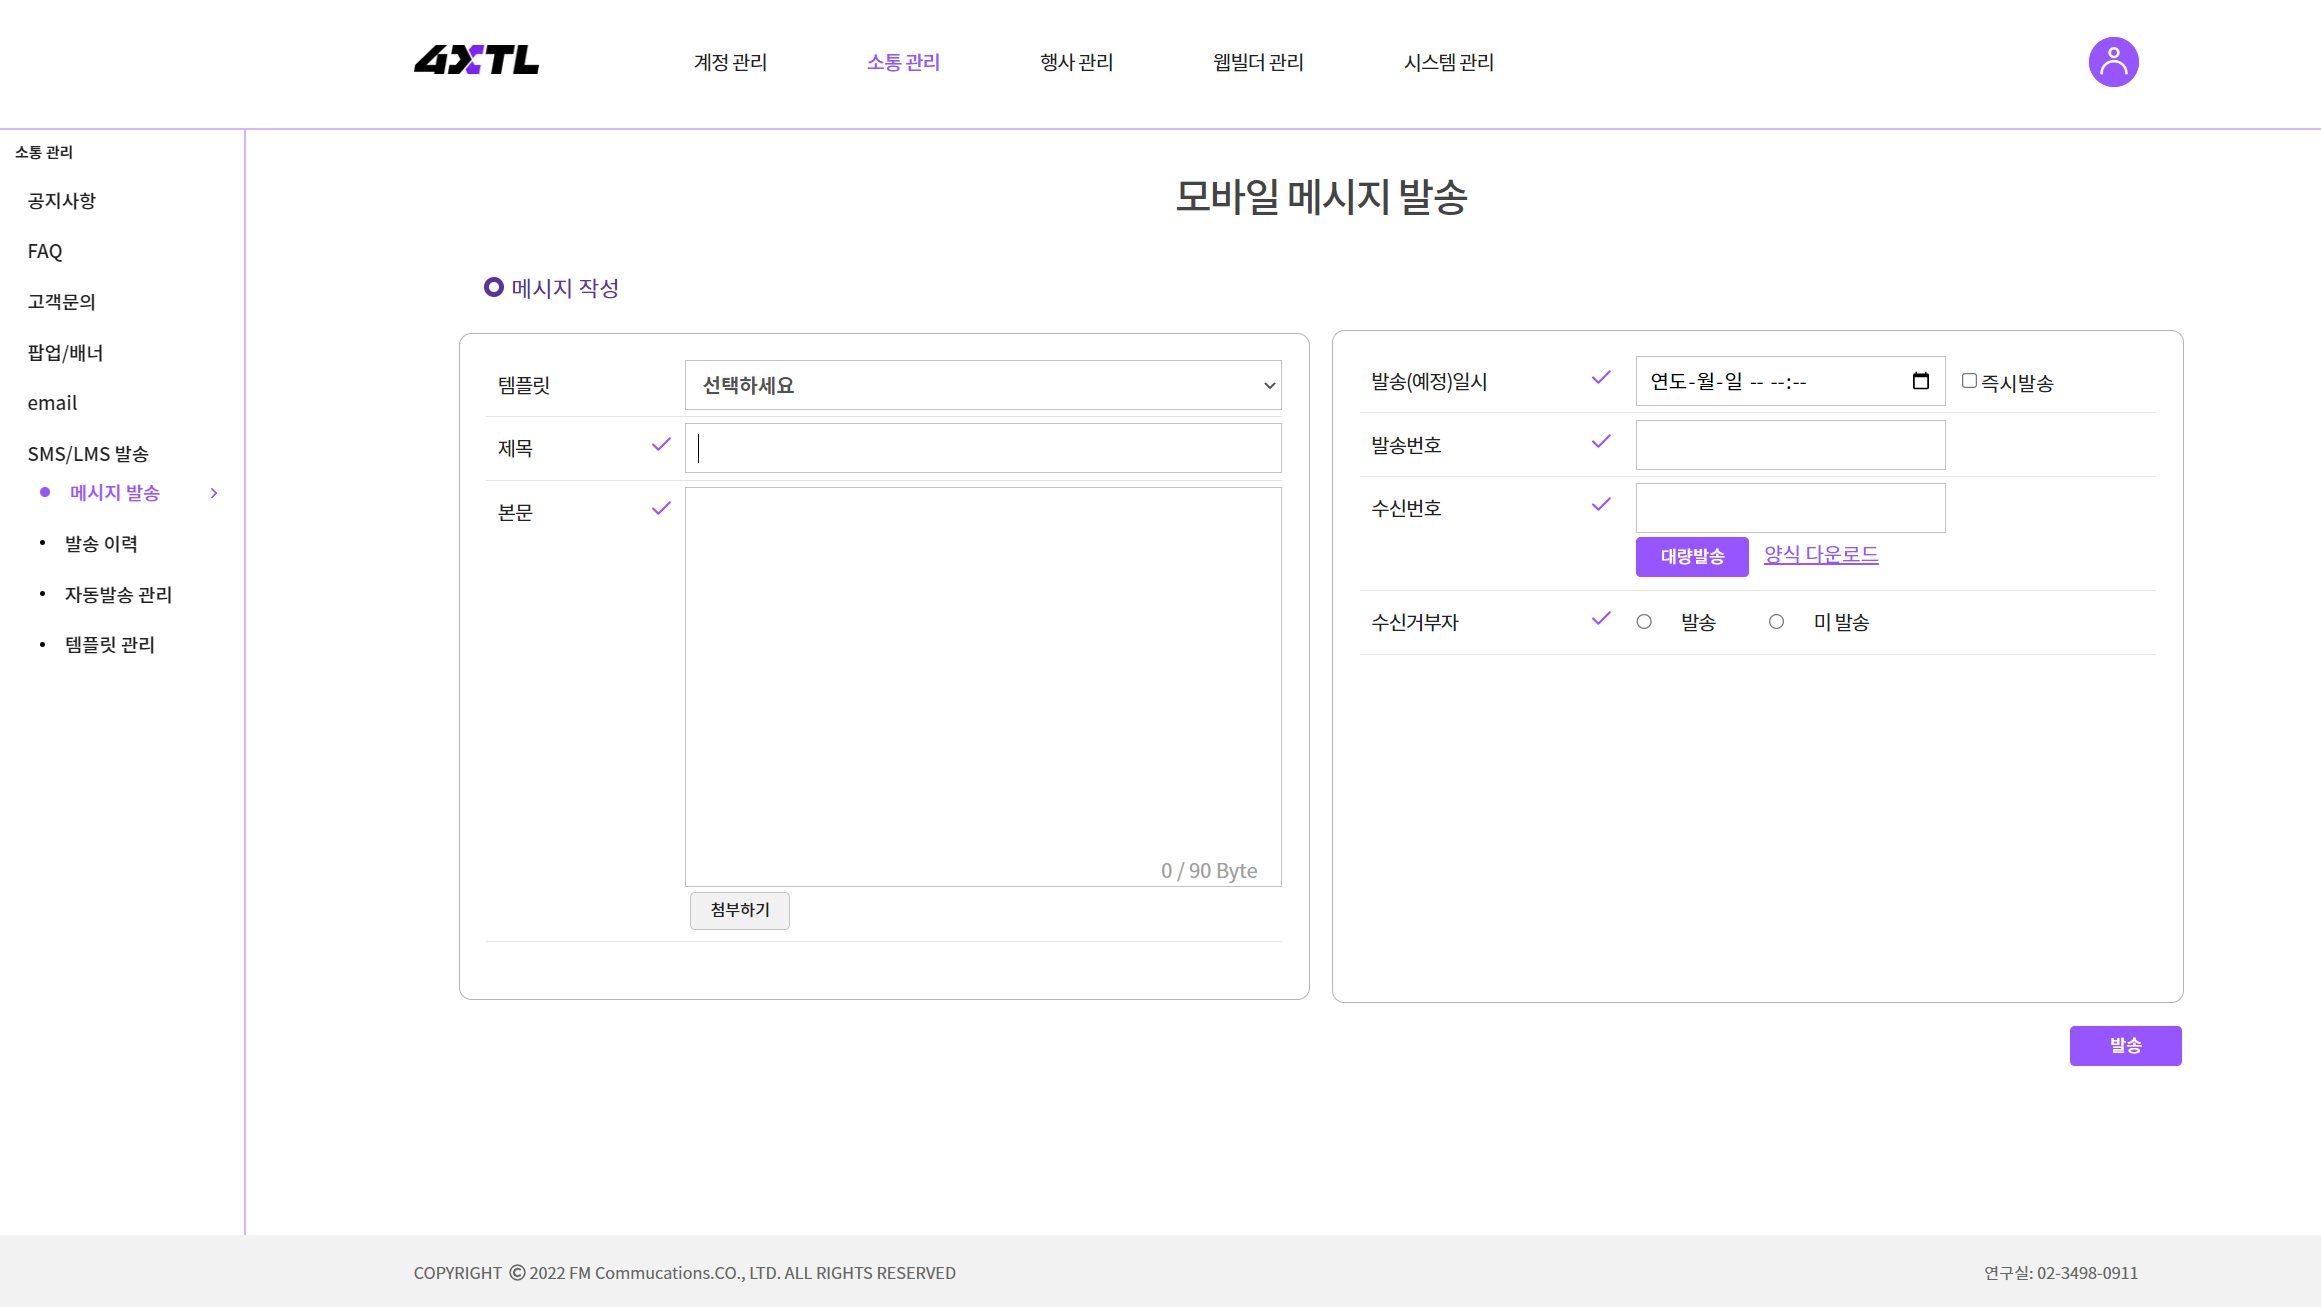 4XTL
계정 관리
소통 관리
행사 관리
웹빌더 관리
시스템 관리
소통 관리
공지사항
FAQ
고객문의
팝업/배너
email
SMS/LMS 발송
메시지 발송
발송 이력
자동발송 관리
템플릿 관리
모바일 메시지 발송
메시지 작성
템플릿
선택하세요
제목
본문
0 / 90 Byte
첨부하기
발송(예정)일시
연도-월-일 -- --:--
즉시발송
발송번호
수신번호
대량발송
양식 다운로드
수신거부자
발송
미 발송
발송
COPYRIGHT © 2022 FM Commucations.CO., LTD. ALL RIGHTS RESERVED
연구실: 02-3498-0911